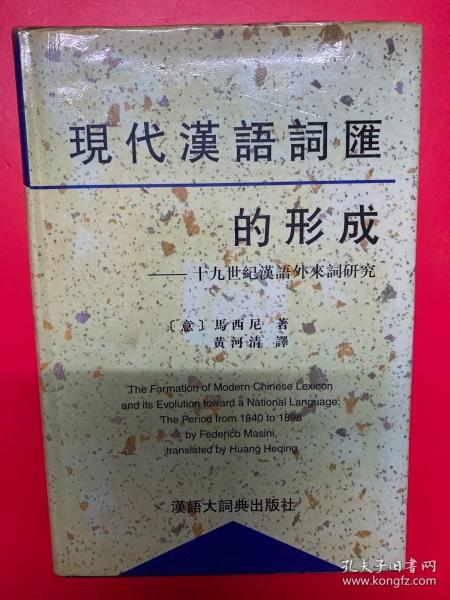 現代漢語詞匯
的形成
——十九世紀漢語外來詞研究
〔意〕馬西尼 著
黄河清 譯
The Formation of Modern Chinese Lexicon
and its Evolution toward a National Language:
The Period from 1840 to 1898
by Federico Masini,
translated by Huang Heqing
漢語大詞典出版社
孔夫子旧书网
www.kongfz.com